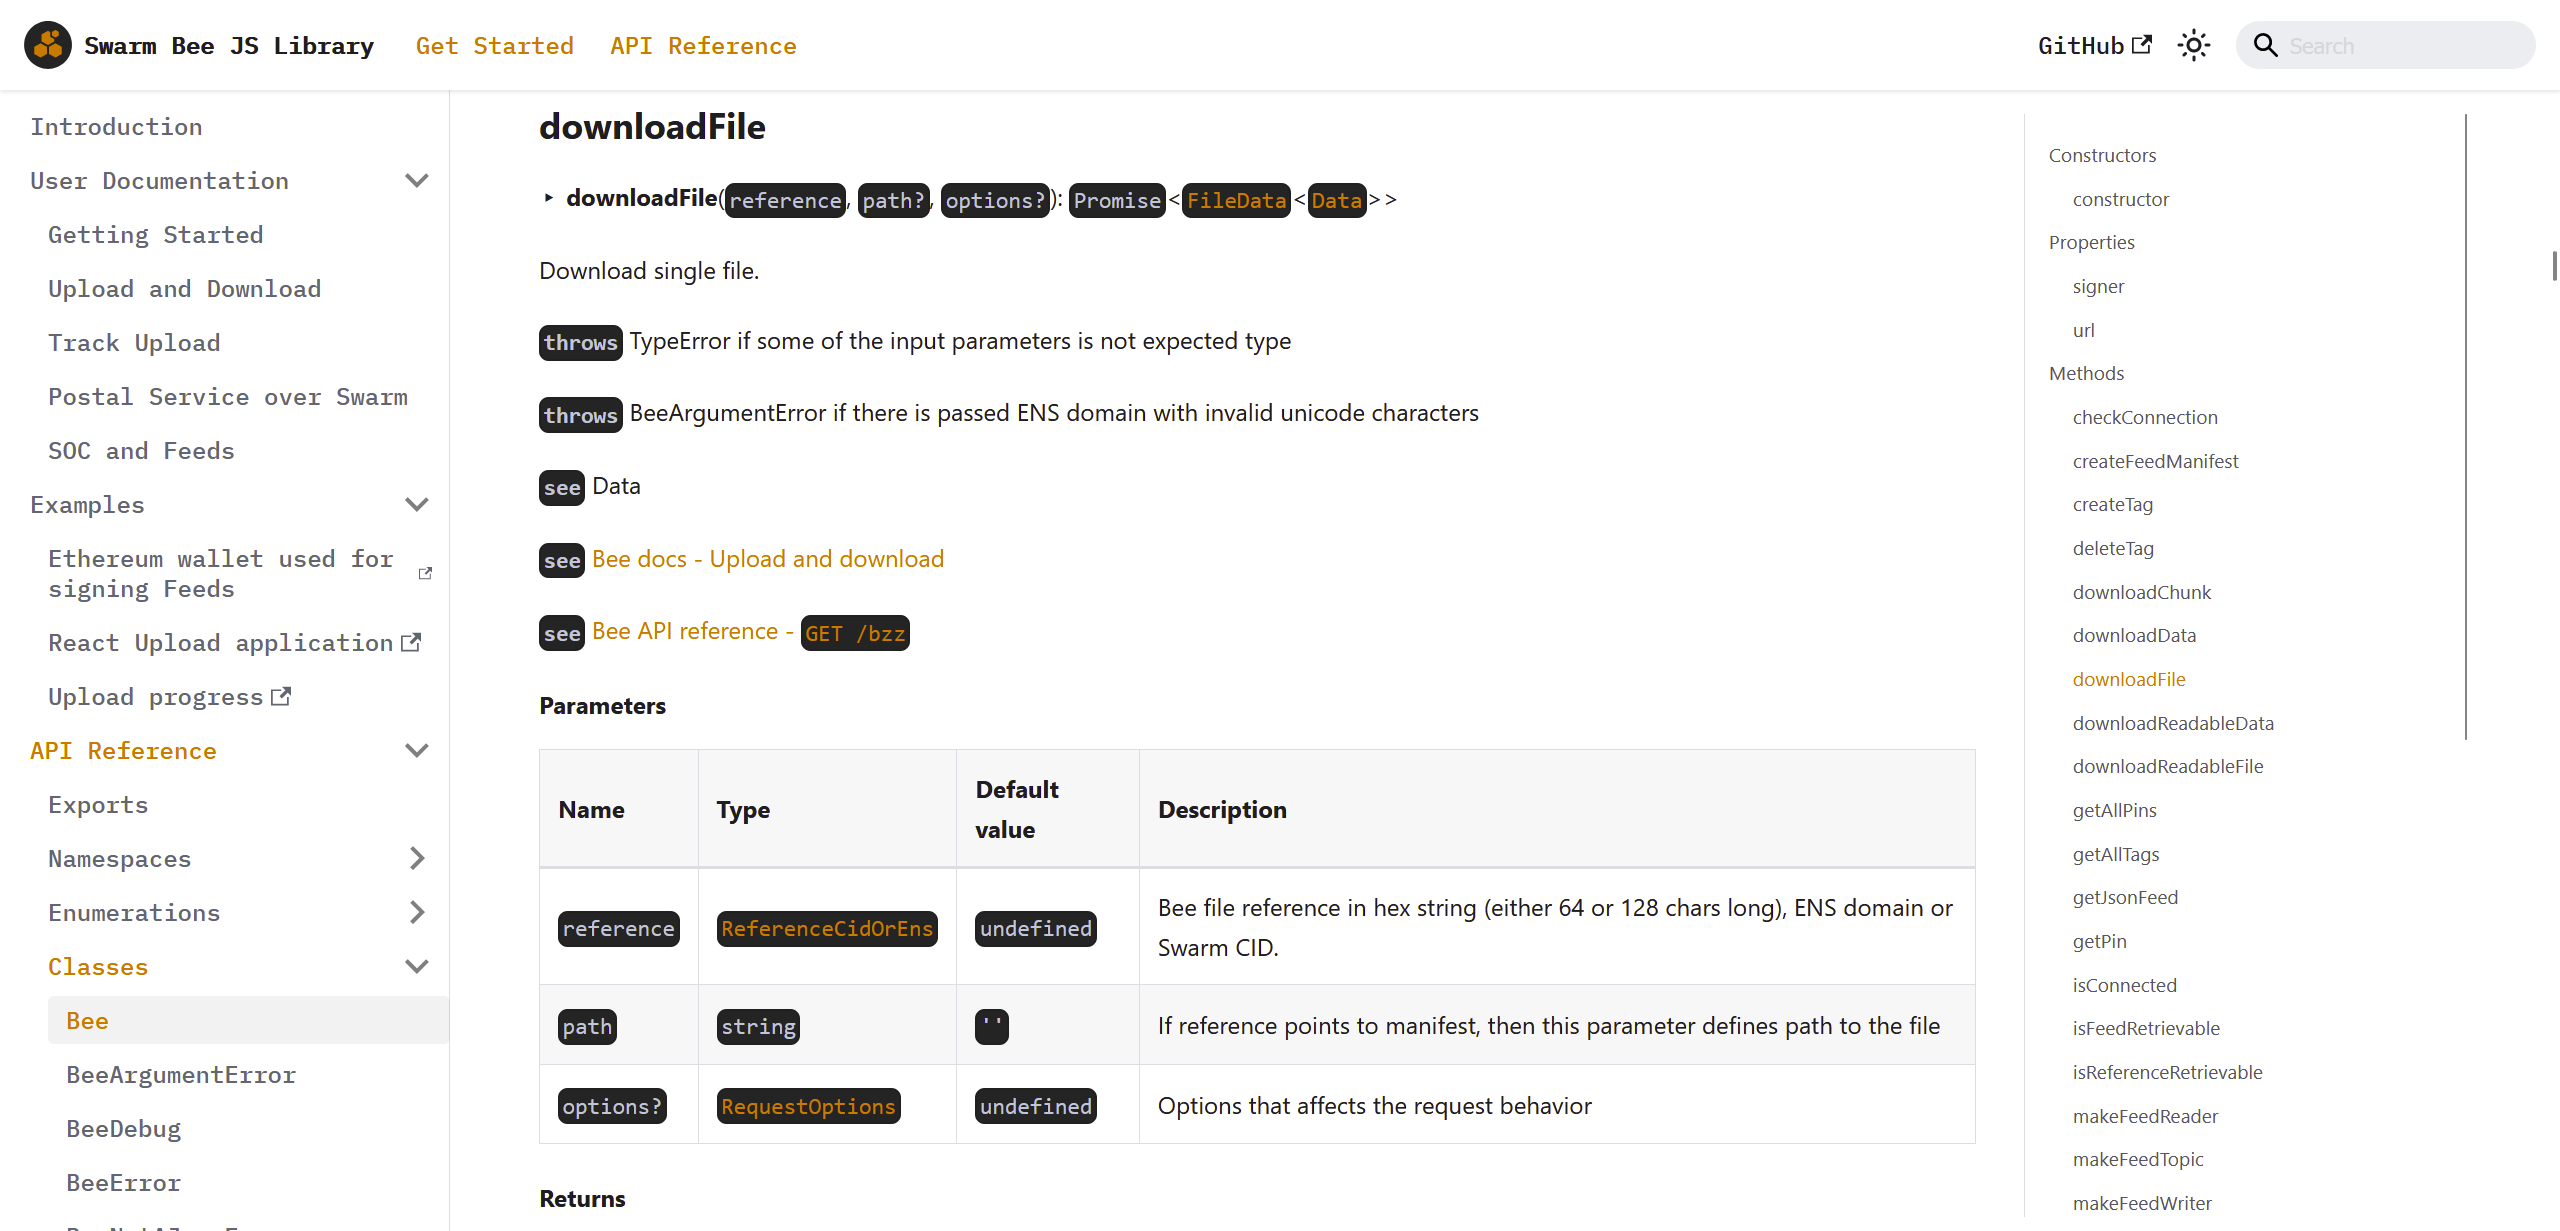 Swarm Bee JS Library
Get Started
API Reference
GitHub
Search
Introduction
User Documentation
Getting Started
Upload and Download
Track Upload
Postal Service over Swarm
SOC and Feeds
Examples
Ethereum wallet used for
signing Feeds
React Upload application
Upload progress
API Reference
Exports
Namespaces
Enumerations
Classes
Bee
BeeArgumentError
BeeDebug
BeeError
downloadFile
‣ downloadFile(reference, path?, options?): Promise<FileData<Data>>
Download single file.
throws TypeError if some of the input parameters is not expected type
throws BeeArgumentError if there is passed ENS domain with invalid unicode characters
see Data
see Bee docs - Upload and download
see Bee API reference - GET /bzz
Parameters
Name Type Default value Description
reference ReferenceCidOrEns undefined Bee file reference in hex string (either 64 or 128 chars long), ENS domain or
Swarm CID.
path string '' If reference points to manifest, then this parameter defines path to the file
options? RequestOptions undefined Options that affects the request behavior
Returns
Constructors
constructor
Properties
signer
url
Methods
checkConnection
createFeedManifest
createTag
deleteTag
downloadChunk
downloadData
downloadFile
downloadReadableData
downloadReadableFile
getAllPins
getAllTags
getJsonFeed
getPin
isConnected
isFeedRetrievable
isReferenceRetrievable
makeFeedReader
makeFeedTopic
makeFeedWriter